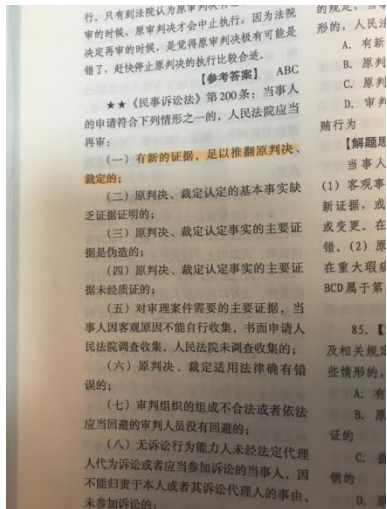 行。只有到法院认为原审判决
审的时候，原审判决才会中止执行，因为法院
决定再审的时候，是觉得原审判决极有可能是
错了，赶快停止原判决的执行比较合适。
【参考答案】 ABC
★★《民事诉讼法》第200条：当事人
的申请符合下列情形之一的，人民法院应当
再审：
（一）有新的证据，足以推翻原判决、
裁定的；
（二）原判决、裁定认定的基本事实缺
乏证据证明的；
（三）原判决、裁定认定事实的主要证
据是伪造的；
（四）原判决、裁定认定事实的主要证
据未经质证的；
（五）对审理案件需要的主要证据，当
事人因客观原因不能自行收集，书面申请人
民法院调查收集，人民法院未调查收集的；
（六）原判决、裁定适用法律确有错
误的；
（七）审判组织的组成不合法或者依法
应当回避的审判人员没有回避的；
（八）无诉讼行为能力人未经法定代理
人代为诉讼或者应当参加诉讼的当事人，因
不能归责于本人或者其诉讼代理人的事由，
未参加诉讼的；
的规定，
形的，人民法
A. 有新
B. 原判
C. 原判
D. 审判
贿行为
【解题思
当事人
（1）客观事
新证据，或
或变更。在
错。（2）原
在重大瑕疵
BCD属于第
85.【
及相关规定
些情形的，
A. 有
B. 原
证的
C.
销的
D. 原